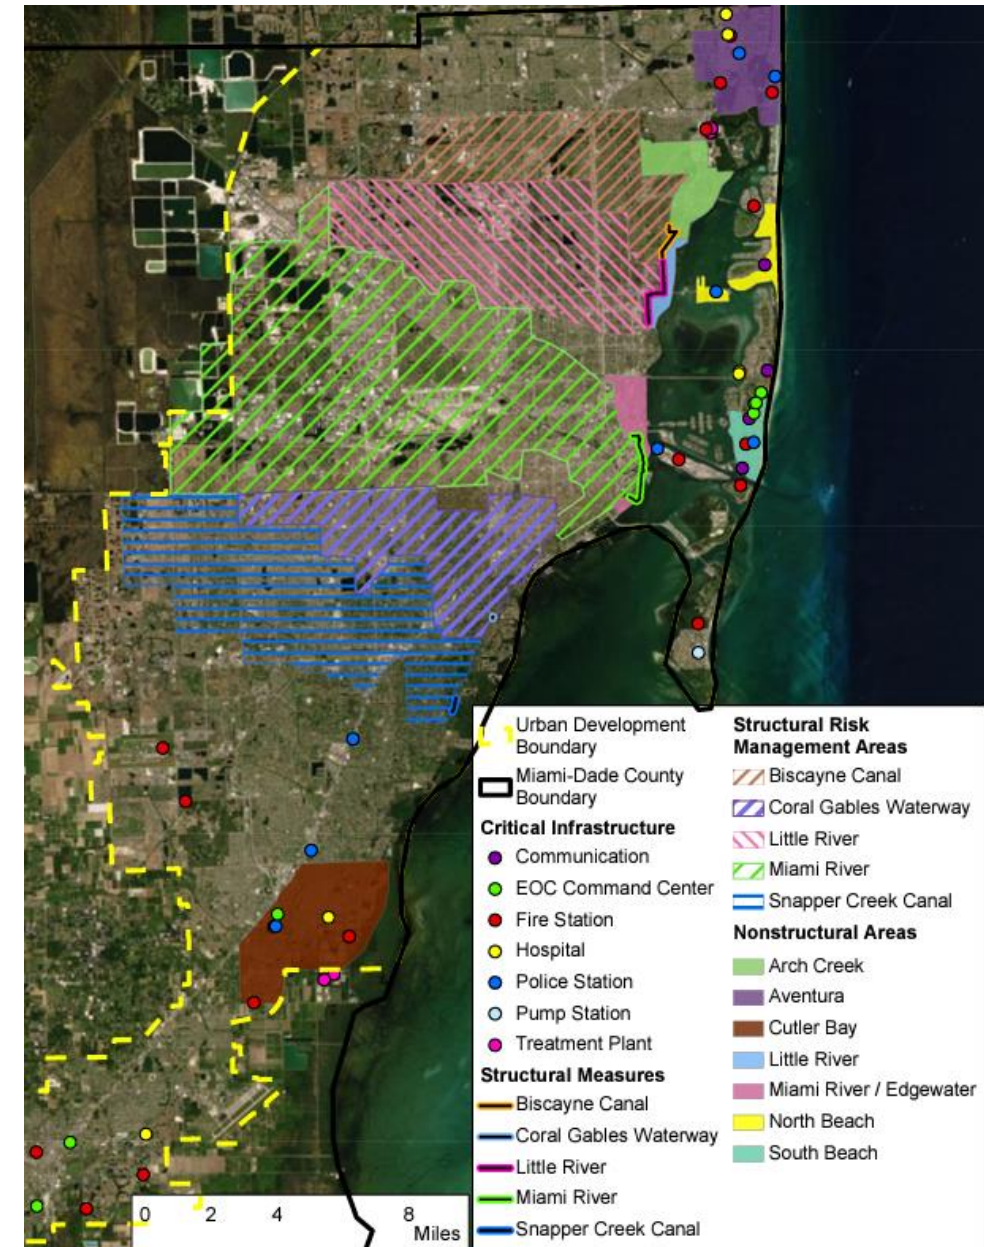 Urban Development
Boundary
Miami-Dade County
Boundary
Critical Infrastructure
Communication
EOC Command Center
Fire Station
Hospital
Police Station
Pump Station
Treatment Plant
Structural Measures
Biscayne Canal
Coral Gables Waterway
Little River
Miami River
Snapper Creek Canal
Structural Risk
Management Areas
Biscayne Canal
Coral Gables Waterway
Little River
Miami River
Snapper Creek Canal
Nonstructural Areas
Arch Creek
Aventura
Cutler Bay
Little River
Miami River / Edgewater
North Beach
South Beach
0 2 4 8
Miles